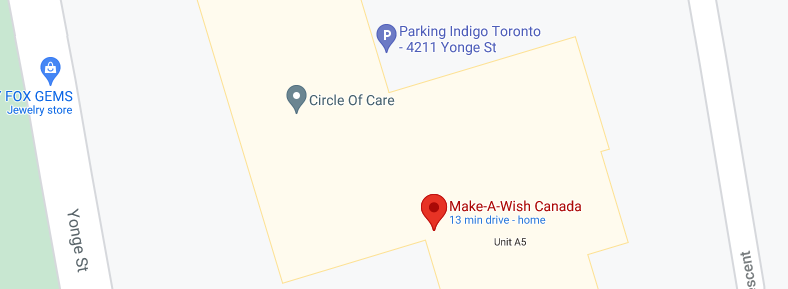 Parking Indigo Toronto
- 4211 Yonge St
FOX GEMS
Jewelry store
Circle Of Care
Make-A-Wish Canada
13 min drive - home
Unit A5
Yonge St